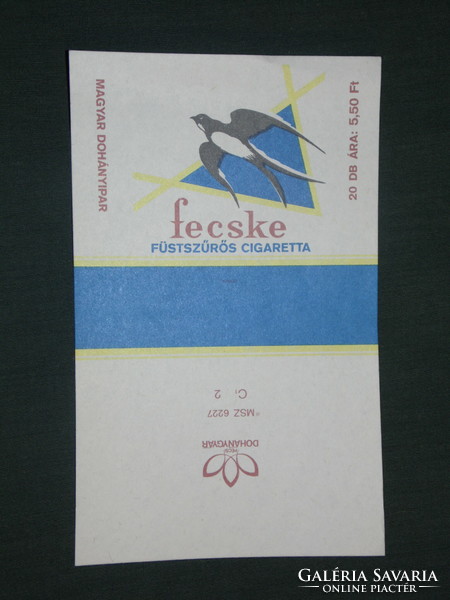 MAGYAR DOHÁNYIPAR
20 DB ÁRA: 5,50 Ft
fecske
FÜSTSZŰRŐS CIGARETTA
C₁ 2
MSZ 6227
DOHÁNYGYÁR
GALÉRIA SAVARIA
ONLINE PIACTÉR